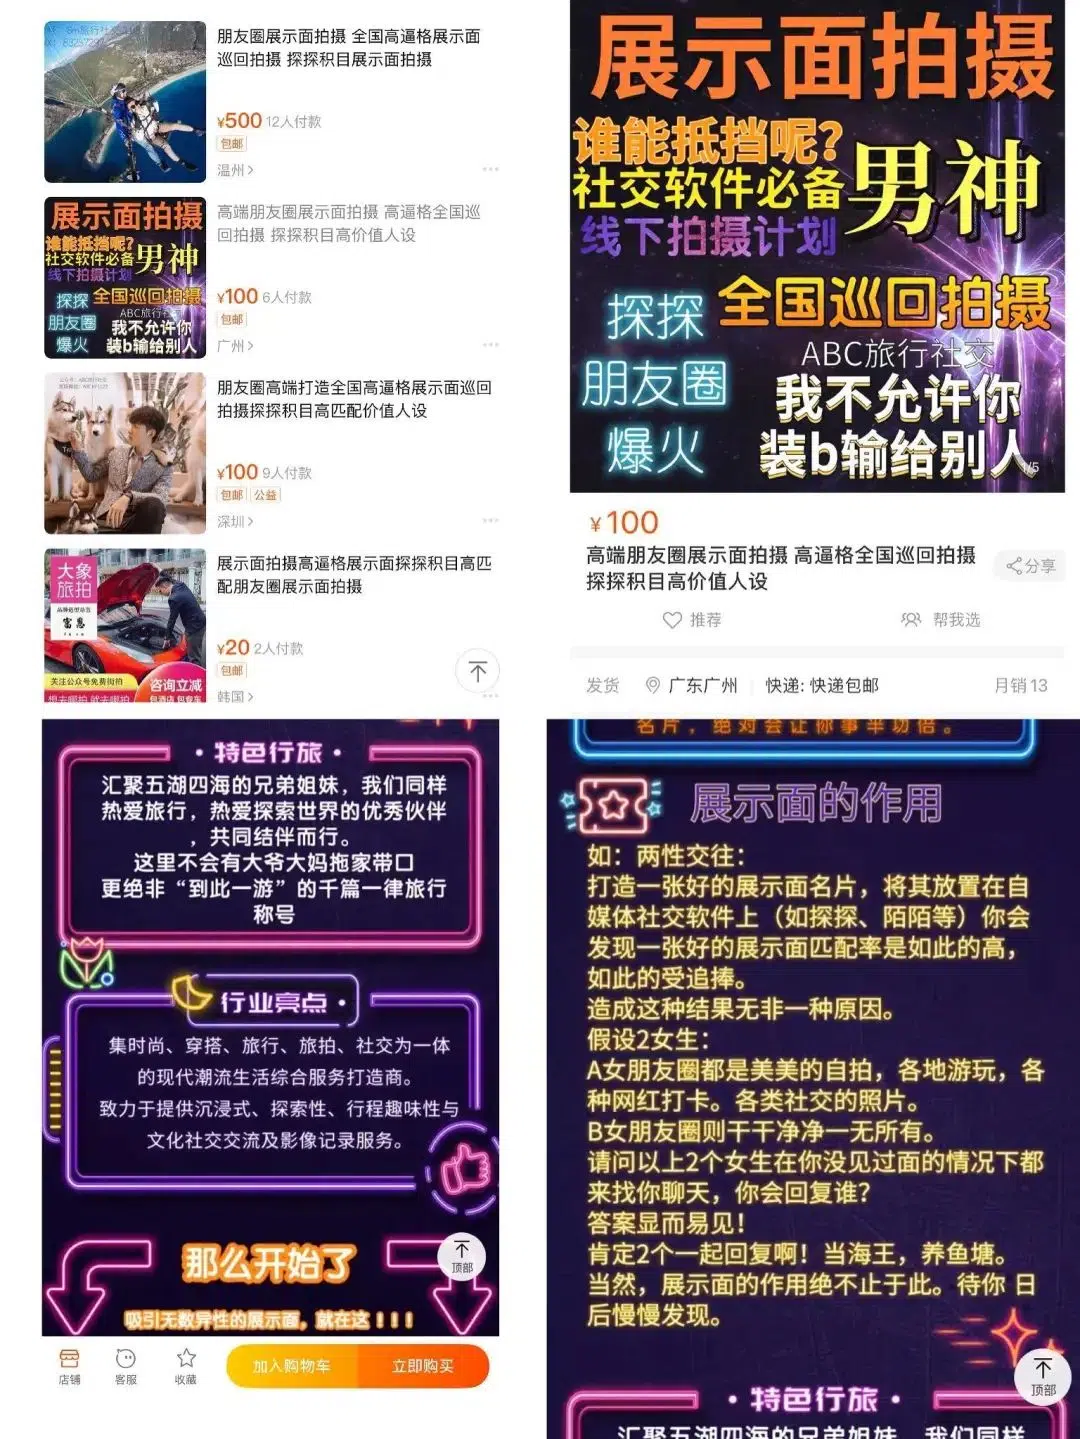 朋友圈展示面拍摄 全国高逼格展示面
巡回拍摄 探探积目展示面拍摄
¥500 12人付款
包邮
温州
展示面拍摄
谁能抵挡呢?
社交软件必备
男神
线下拍摄计划
探探
全国巡回拍摄
朋友圈
我不允许你
爆火
装b输给别人
高端朋友圈展示面拍摄 高逼格全国巡
回拍摄 探探积目高价值人设
¥100 6人付款
包邮
广州
朋友圈高端打造全国高逼格展示面巡回
拍摄探探积目高匹配价值人设
¥100 9人付款
包邮 公益
深圳
大象
旅拍
富恩
关注公众号免费街拍
咨询立减
展示面拍摄高逼格展示面探探积目高匹
配朋友圈展示面拍摄
¥20 2人付款
包邮
韩国
展示面拍摄
谁能抵挡呢?
社交软件必备
男神
线下拍摄计划
探探
全国巡回拍摄
ABC旅行社交
朋友圈
我不允许你
爆火
装b输给别人
1/5
¥100
高端朋友圈展示面拍摄 高逼格全国巡回拍摄
探探积目高价值人设
分享
推荐
帮我选
发货 广东广州 快递: 快递包邮 月销13
·特色行旅·
汇聚五湖四海的兄弟姐妹，我们同样
热爱旅行，热爱探索世界的优秀伙伴
，共同结伴而行。
这里不会有大爷大妈拖家带口
更绝非“到此一游”的千篇一律旅行
称号
行业亮点·
集时尚、穿搭、旅行、旅拍、社交为一体
的现代潮流生活综合服务打造商。
致力于提供沉浸式、探索性、行程趣味性与
文化社交交流及影像记录服务。
那么开始了
顶部
吸引无数异性的展示面，就在这！！！
店铺
客服
收藏
加入购物车
立即购买
名片，绝对会让你事半功倍。
展示面的作用
如：两性交往：
打造一张好的展示面名片，将其放置在自
媒体社交软件上（如探探、陌陌等）你会
发现一张好的展示面匹配率是如此的高，
如此的受追捧。
造成这种结果无非一种原因。
假设2女生：
A女朋友圈都是美美的自拍，各地游玩，各
种网红打卡。各类社交的照片。
B女朋友圈则干干净净一无所有。
请问以上2个女生在你没见过面的情况下都
来找你聊天，你会回复谁？
答案显而易见！
肯定2个一起回复啊！当海王，养鱼塘。
当然，展示面的作用绝不止于此。待你 日
后慢慢发现。
顶部
·特色行旅·
汇聚五湖四海的兄弟姐妹，我们同样